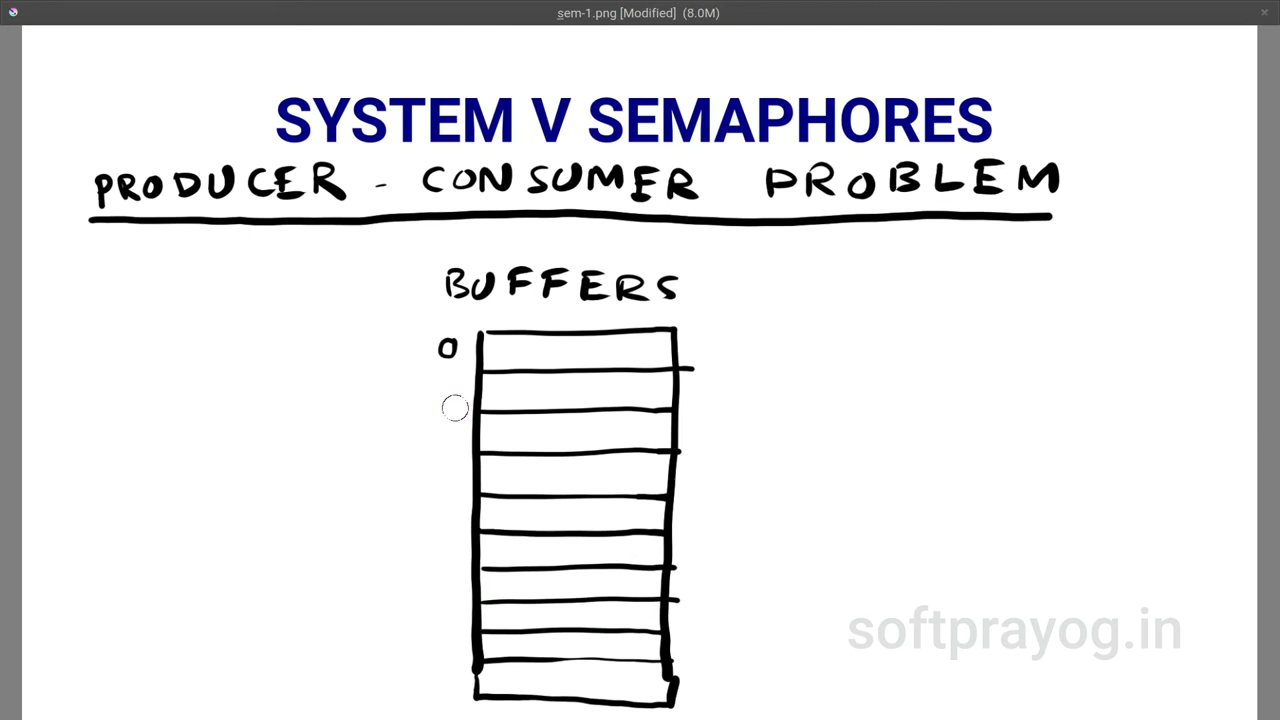 sem-1.png [Modified] (8.0M)
SYSTEM V SEMAPHORES
PRODUCER - CONSUMER PROBLEM
BUFFERS
0
softprayog.in